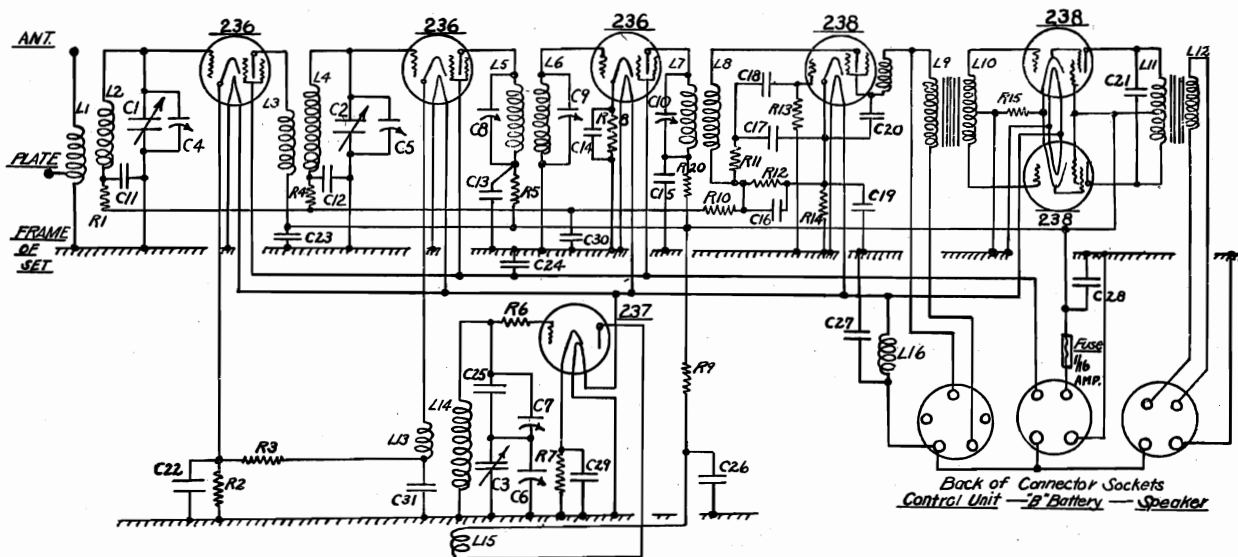 236
236
236
238
238
ANT.
L1
L2
C1
C4
L3
L4
C2
C5
L5
C8
L6
C9
R
8
C14
L7
C10
L8
C18
R13
C17
C20
L9
L10
R15
C21
L11
L12
PLATE
C11
R1
R4
C12
C13
R5
C15
R20
R11
R12
R10
C16
R14
C19
238
FRAME
OF
SET
C23
C30
C24
C28
237
R6
C27
L16
Fuse
1/16
AMP.
C25
R9
L14
C7
L13
R3
C22
R2
C31
C3
C6
R7
C29
C26
L15
Back of Connector Sockets
Control Unit — "B" Battery — Speaker